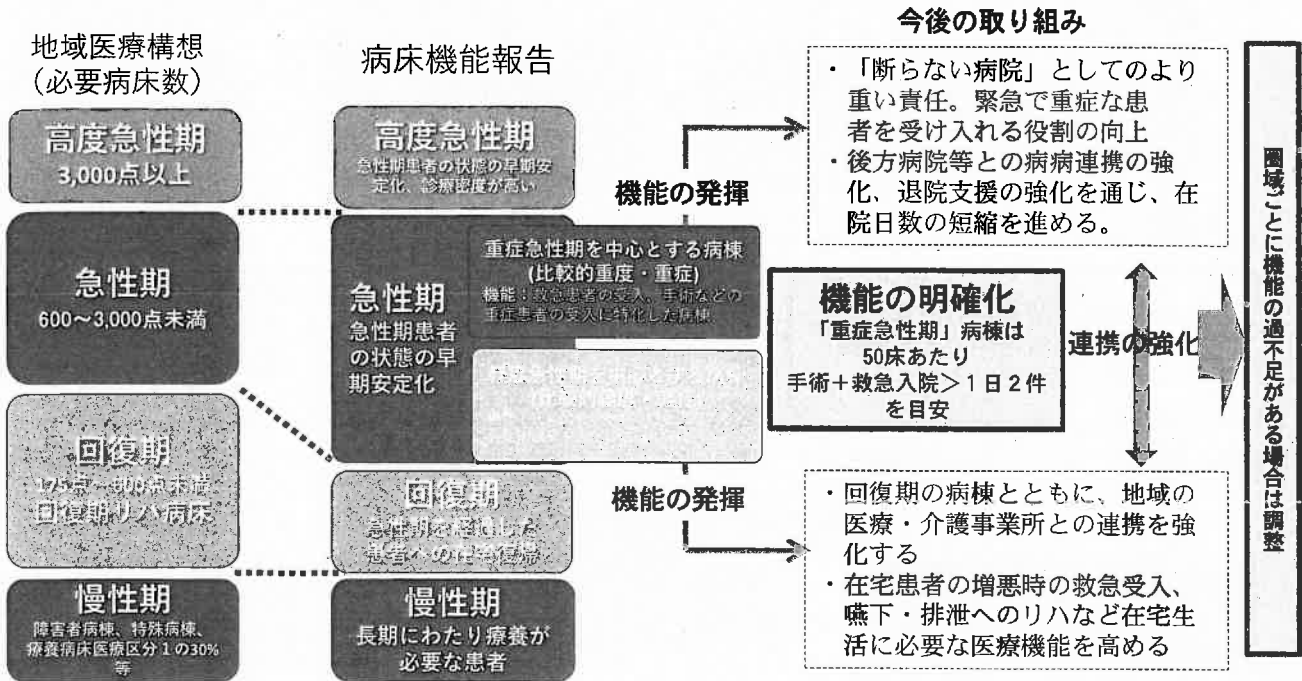 地域医療構想
（必要病床数）
高度急性期
3,000点以上
急性期
600～3,000点未満
回復期
175点～600点未満
回復期リハ病床
慢性期
障害者病棟、特殊病棟、
療養病床医療区分１の30%
等
病床機能報告
高度急性期
急性期患者の状態の早期安
定化、診療密度が高い
急性期
急性期患者
の状態の早
期安定化
重症急性期を中心とする病棟
(比較的重度・重症)
機能：救急患者の受入、手術などの
重症患者の受入に特化した病棟
回復期
急性期を経過した
患者への在宅復帰
慢性期
長期にわたり療養が
必要な患者
機能の発揮
機能の発揮
機能の明確化
「重症急性期」病棟は
50床あたり
手術＋救急入院＞１日２件
を目安
今後の取り組み
・「断らない病院」としてのより
重い責任。緊急で重症な患
者を受け入れる役割の向上
・後方病院等との病病連携の強
化、退院支援の強化を通じ、在
院日数の短縮を進める。
連携の強化
・回復期の病棟とともに、地域の
医療・介護事業所との連携を強
化する
・在宅患者の増悪時の救急受入、
嚥下・排泄へのリハなど在宅生
活に必要な医療機能を高める
圏域ごとに機能の過不足がある場合は調整